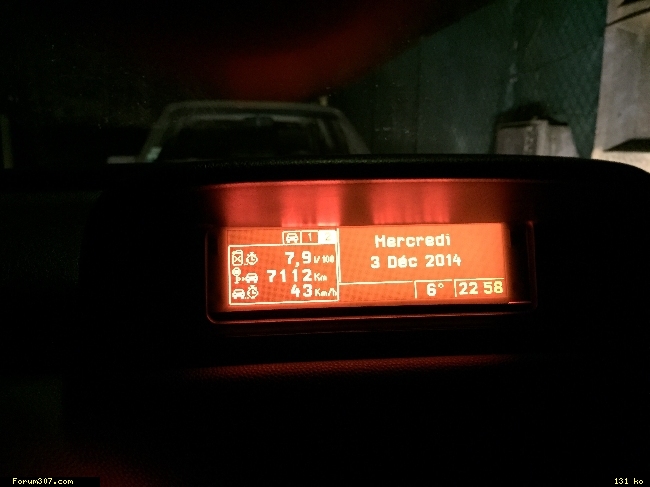 1 2
7,9 l/100
7112 Km
43 Km/h
Mercredi
3 Déc 2014
6° 22 58
Forum307.com
131 ko